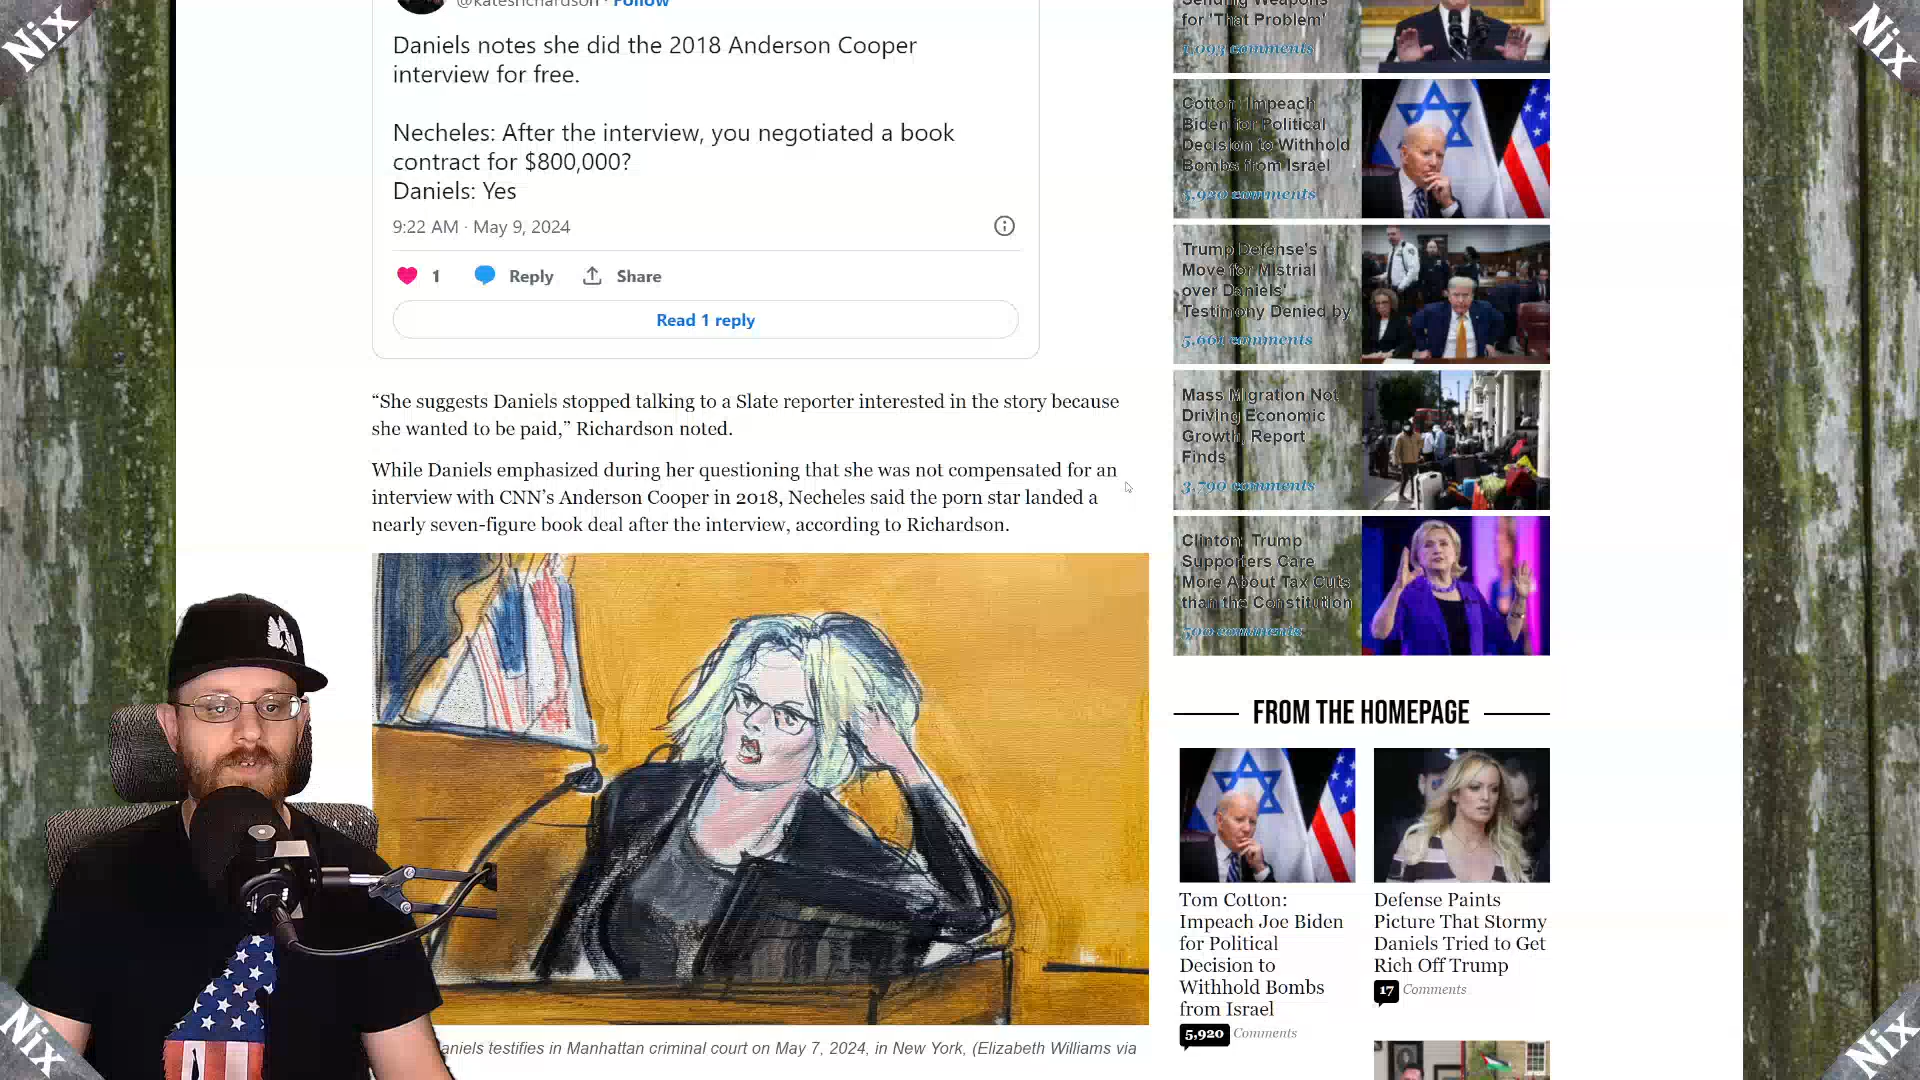 Nix
Nix
@katesrichardson · Follow
Daniels notes she did the 2018 Anderson Cooper
interview for free.
Necheles: After the interview, you negotiated a book
contract for $800,000?
Daniels: Yes
9:22 AM · May 9, 2024
1 Reply Share
Read 1 reply
“She suggests Daniels stopped talking to a Slate reporter interested in the story because
she wanted to be paid,” Richardson noted.
While Daniels emphasized during her questioning that she was not compensated for an
interview with CNN’s Anderson Cooper in 2018, Necheles said the porn star landed a
nearly seven-figure book deal after the interview, according to Richardson.
aniels testifies in Manhattan criminal court on May 7, 2024, in New York, (Elizabeth Williams via
Sending Weapons
for 'That Problem'
1,093 comments
Cotton: Impeach
Biden for Political
Decision to Withhold
Bombs from Israel
5,920 comments
Trump Defense's
Move for Mistrial
over Daniels'
Testimony Denied by
5,661 comments
Mass Migration Not
Driving Economic
Growth, Report
Finds
3,790 comments
Clinton: Trump
Supporters Care
More About Tax Cuts
than the Constitution
comments
FROM THE HOMEPAGE
Tom Cotton:
Impeach Joe Biden
for Political
Decision to
Withhold Bombs
from Israel
5,920 Comments
Defense Paints
Picture That Stormy
Daniels Tried to Get
Rich Off Trump
17 Comments
Nix
Nix